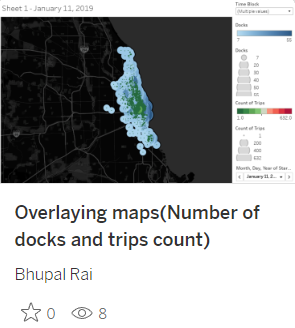 Sheet 1 - January 11, 2019
Time Block
(Multiple values)
Docks
7
55
Docks
7
20
30
40
50
55
Count of Trips
1.0
632.0
Count of Trips
1
200
400
632
Month, Day, Year of Star...
January 11, 2...
Overlaying maps(Number of
docks and trips count)
Bhupal Rai
0 8